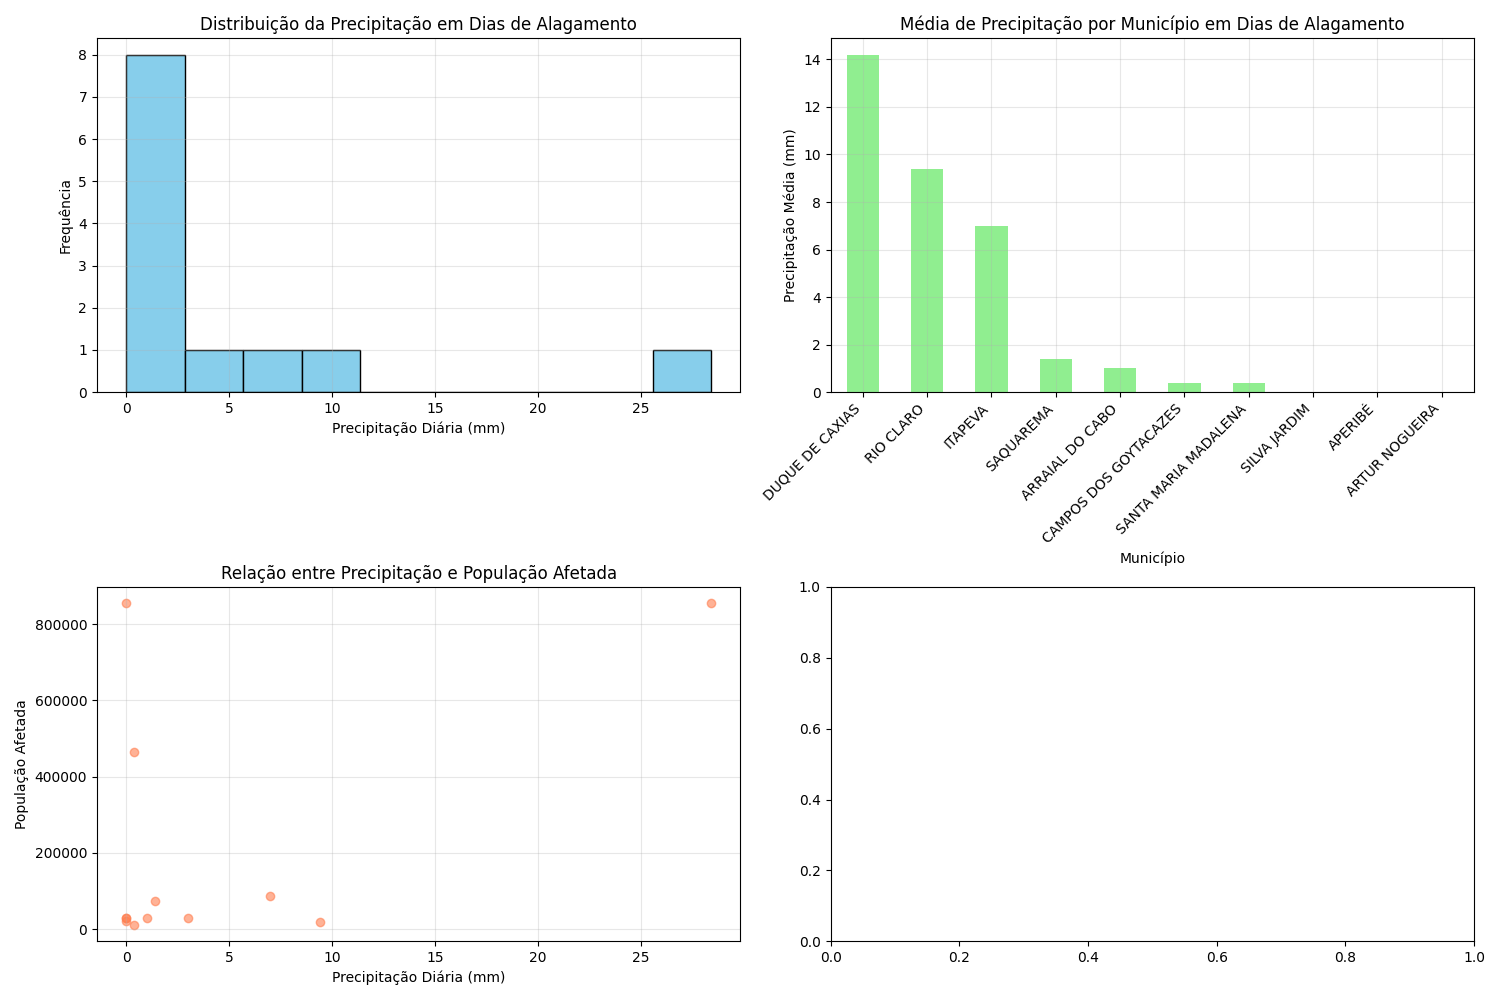 Distribuição da Precipitação em Dias de Alagamento
8
7
6
5
4
3
2
1
0
Frequência
0 5 10 15 20 25
Precipitação Diária (mm)
Média de Precipitação por Município em Dias de Alagamento
14
12
10
8
6
4
2
0
Precipitação Média (mm)
DUQUE DE CAXIAS
RIO CLARO
ITAPEVA
SAQUAREMA
ARRAIAL DO CABO
CAMPOS DOS GOYTACAZES
SANTA MARIA MADALENA
SILVA JARDIM
APERIBÉ
ARTUR NOGUEIRA
Município
Relação entre Precipitação e População Afetada
800000
600000
400000
200000
0
População Afetada
0 5 10 15 20 25
Precipitação Diária (mm)
1.0
0.8
0.6
0.4
0.2
0.0
0.0 0.2 0.4 0.6 0.8 1.0